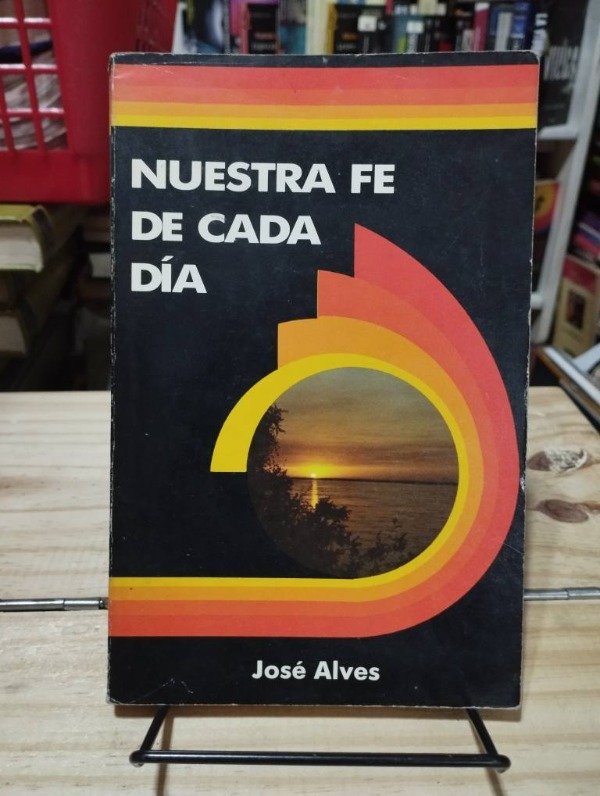 NUESTRA FE
DE CADA
DÍA
José Alves